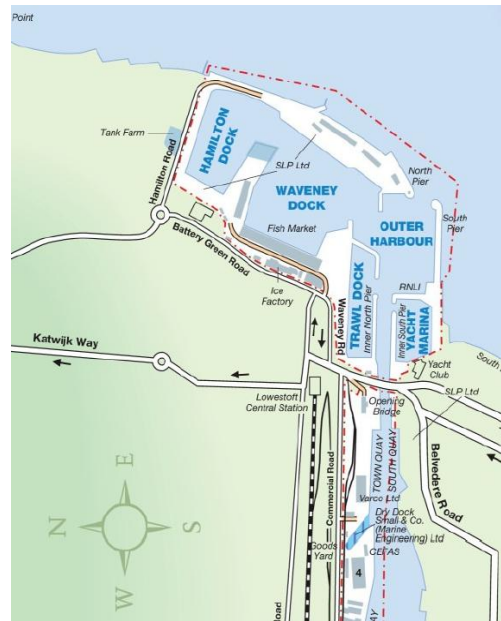 Point
Tank Farm
Hamilton Road
HAMILTON
DOCK
SLP Ltd
North
Pier
WAVENEY
DOCK
South
Pier
Battery Green Road
Fish Market
OUTER
HARBOUR
Ice
Factory
TRAWL DOCK
Inner North Pier
RNLI
Inner South Pier
YACHT
MARINA
Waveney Rd
Katwijk Way
Yacht
Club
South
SLP Ltd
Lowestoft
Central Station
Opening
Bridge
TOWN QUAY
SOUTH QUAY
Belvedere Road
Commercial Road
Varco Ltd
Dry Dock
Small & Co.
(Marine
Engineering) Ltd
Goods
Yard
CEFAS
4
N
E
S
W